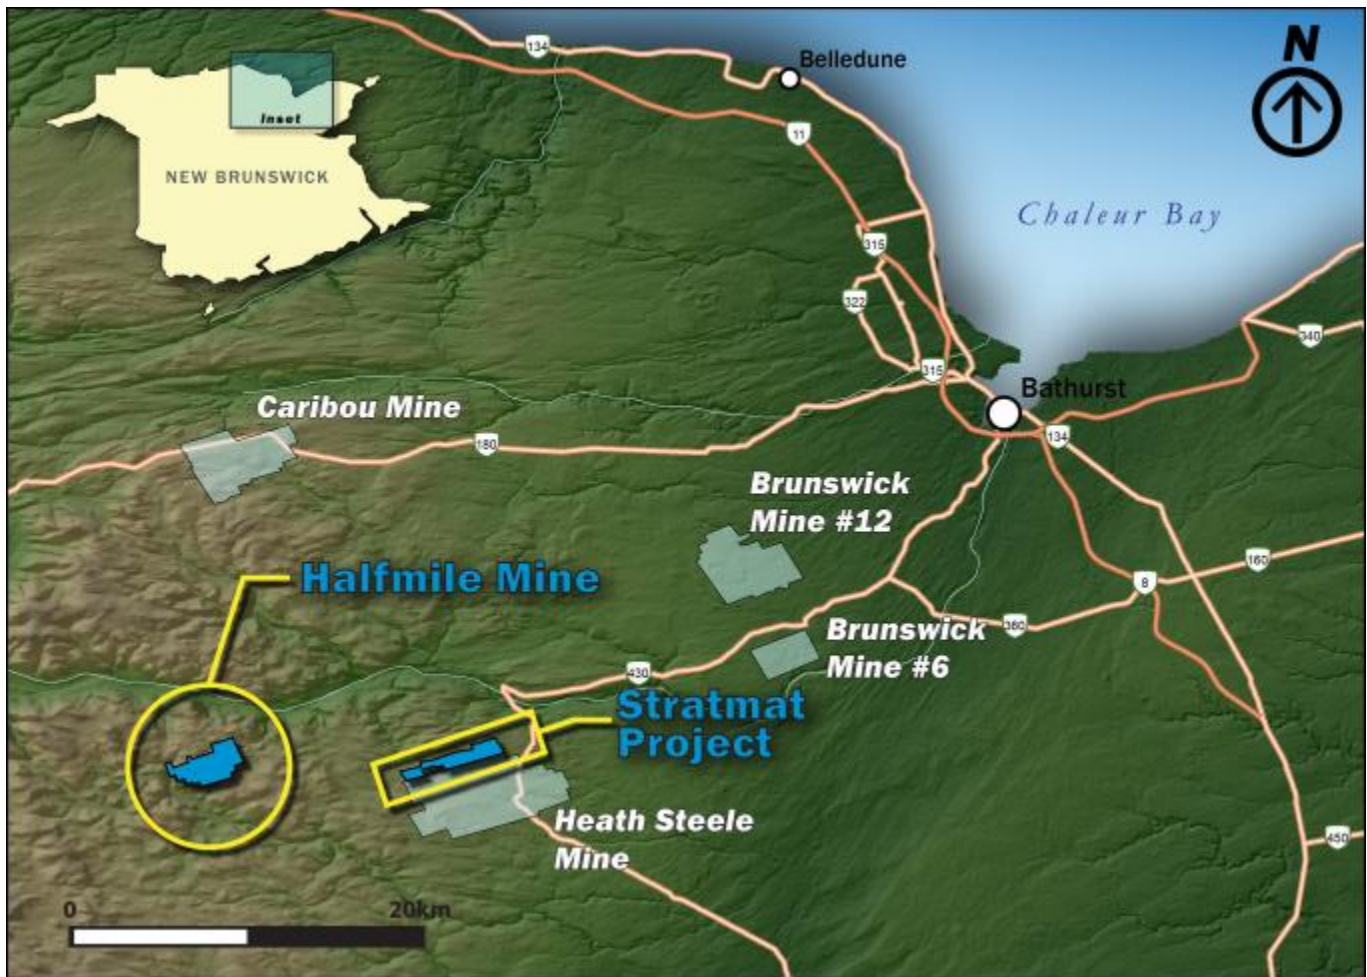 134
Belledune
N
11
Inset
NEW BRUNSWICK
Chaleur Bay
315
322
340
315
Caribou Mine
Bathurst
180
134
Brunswick
Mine #12
Halfmile Mine
160
8
360
Brunswick
Mine #6
430
Stratmat
Project
Heath Steele
Mine
450
0
20km